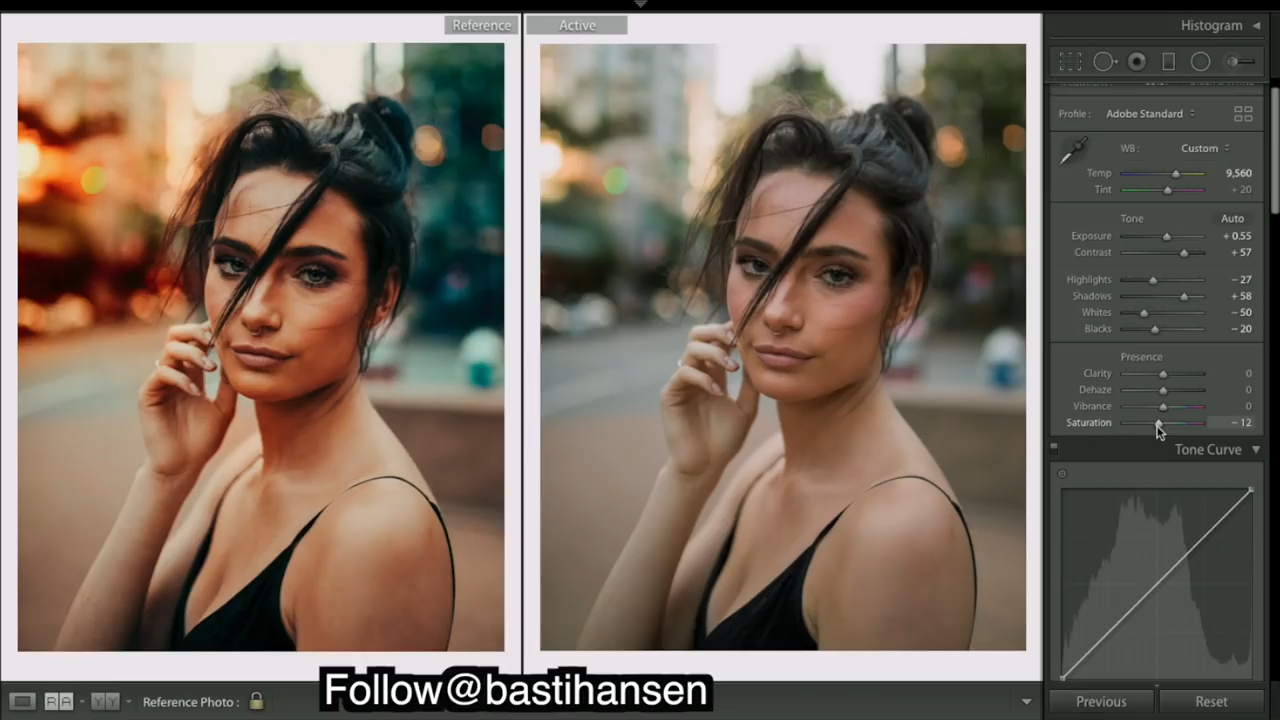 Reference
Active
Histogram
Profile : Adobe Standard
WB : Custom
Temp 9,560
Tint + 20
Tone Auto
Exposure + 0.55
Contrast + 57
Highlights − 27
Shadows + 58
Whites − 50
Blacks − 20
Presence
Clarity 0
Dehaze 0
Vibrance 0
Saturation − 12
Tone Curve
R A Y Y Reference Photo :
Follow@bastihansen
Previous Reset